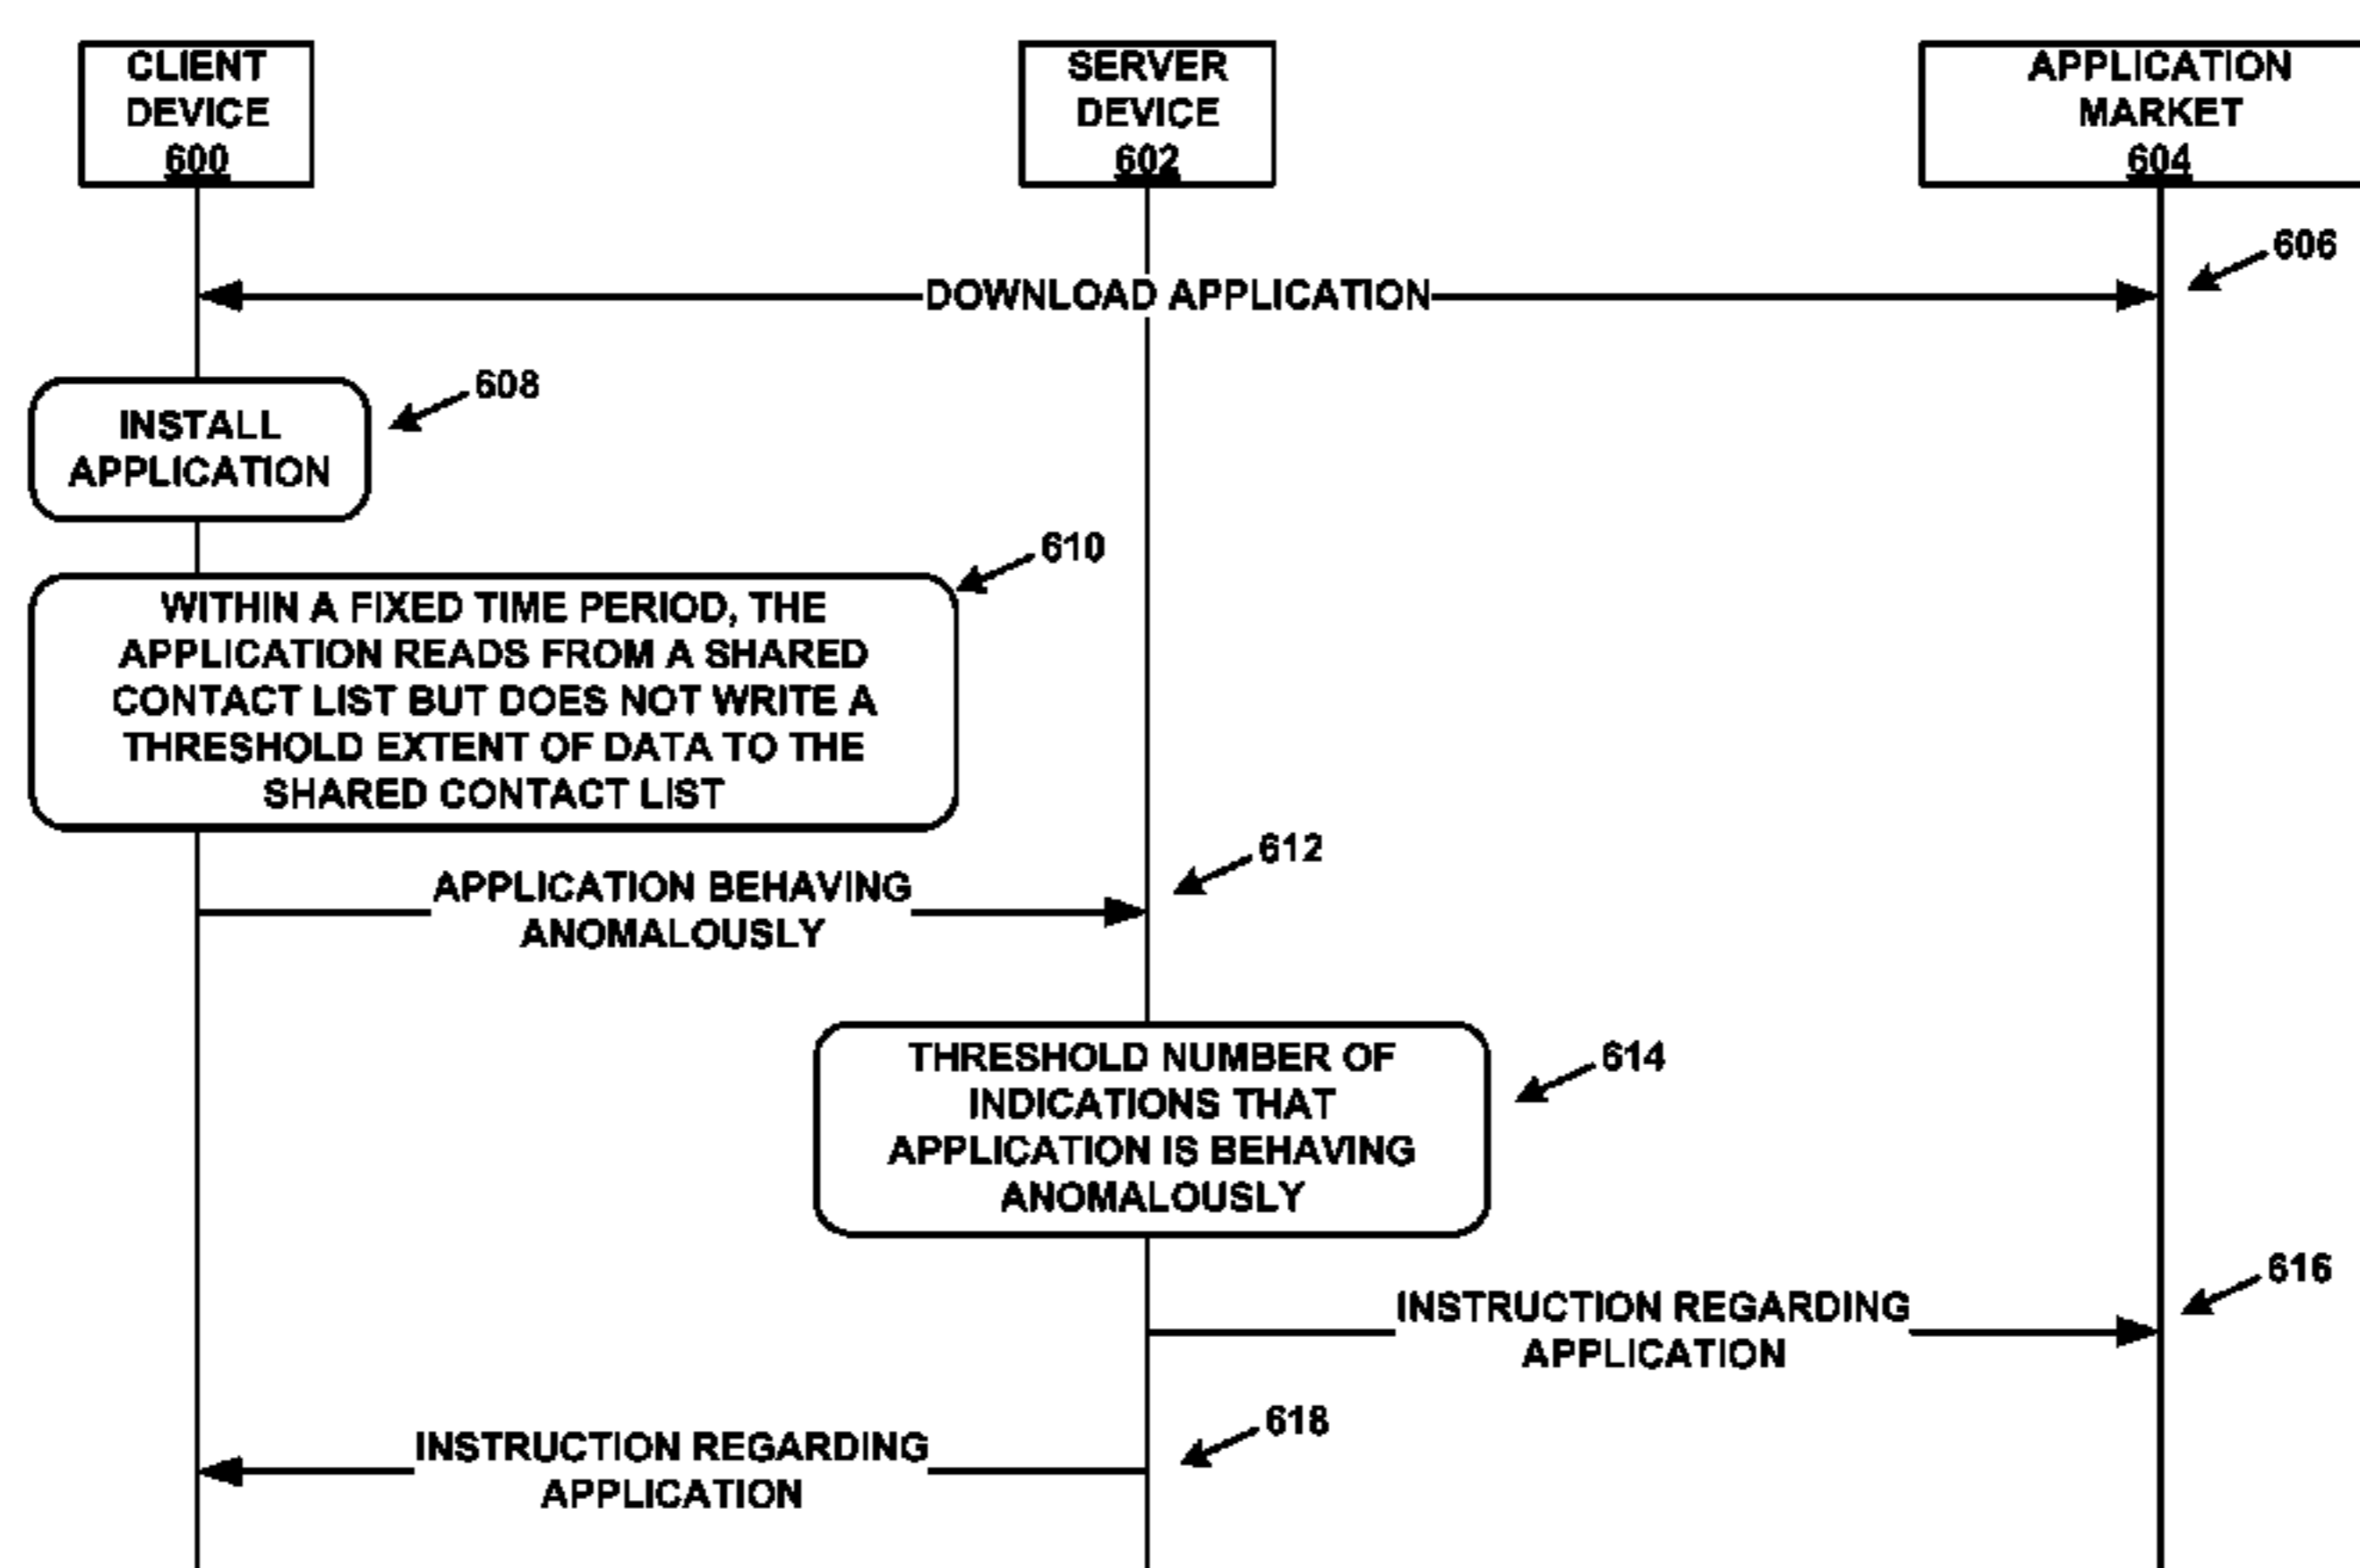 CLIENT
DEVICE
600
SERVER
DEVICE
602
APPLICATION
MARKET
604
606
DOWNLOAD APPLICATION
608
INSTALL
APPLICATION
610
WITHIN A FIXED TIME PERIOD, THE
APPLICATION READS FROM A SHARED
CONTACT LIST BUT DOES NOT WRITE A
THRESHOLD EXTENT OF DATA TO THE
SHARED CONTACT LIST
612
APPLICATION BEHAVING
ANOMALOUSLY
614
THRESHOLD NUMBER OF
INDICATIONS THAT
APPLICATION IS BEHAVING
ANOMALOUSLY
616
INSTRUCTION REGARDING
APPLICATION
618
INSTRUCTION REGARDING
APPLICATION